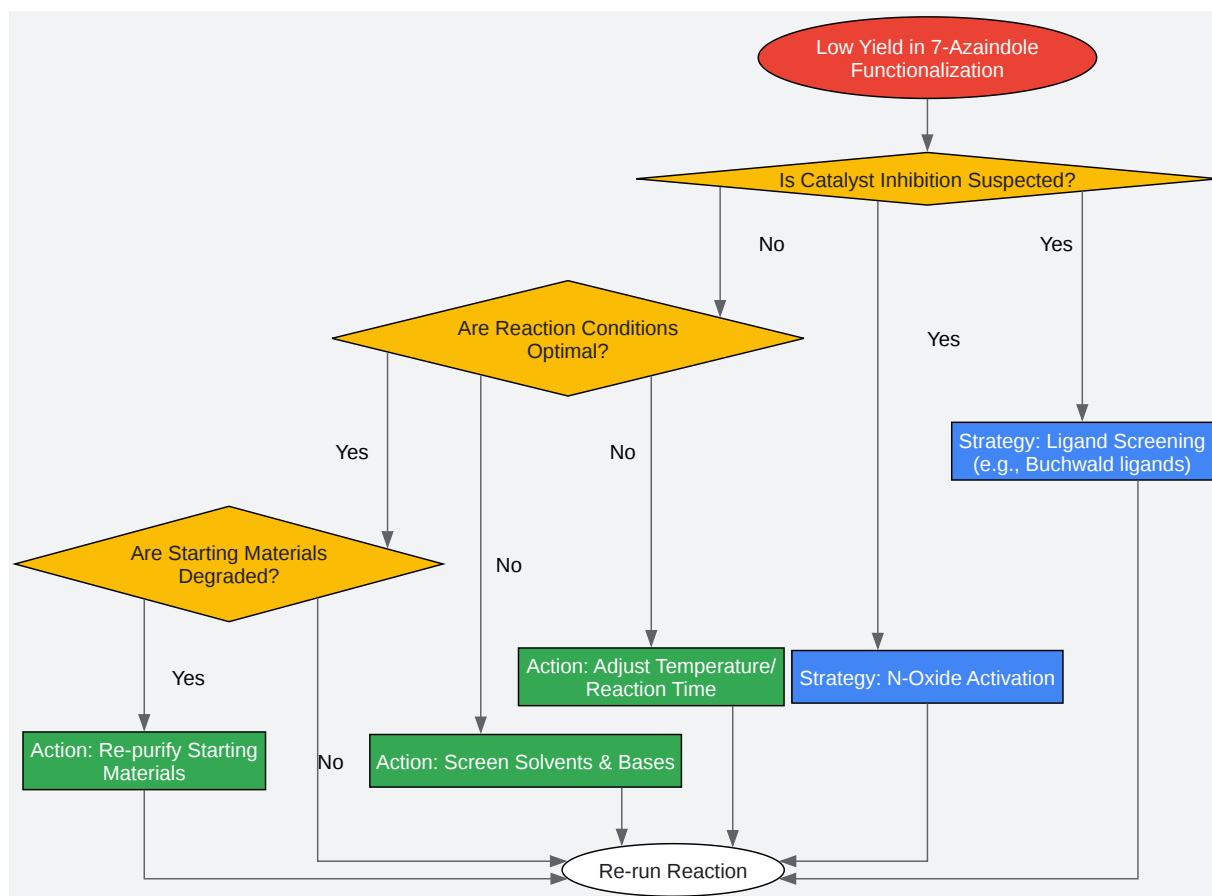 Low Yield in 7-Azaindole
Functionalization
Is Catalyst Inhibition Suspected?
No
Yes
Are Reaction Conditions
Optimal?
Yes
Strategy: Ligand Screening
(e.g., Buchwald ligands)
Yes
No
Are Starting Materials
Degraded?
No
Yes
Action: Adjust Temperature/
Reaction Time
Strategy: N-Oxide Activation
Action: Re-purify Starting
Materials
No
Action: Screen Solvents & Bases
Re-run Reaction